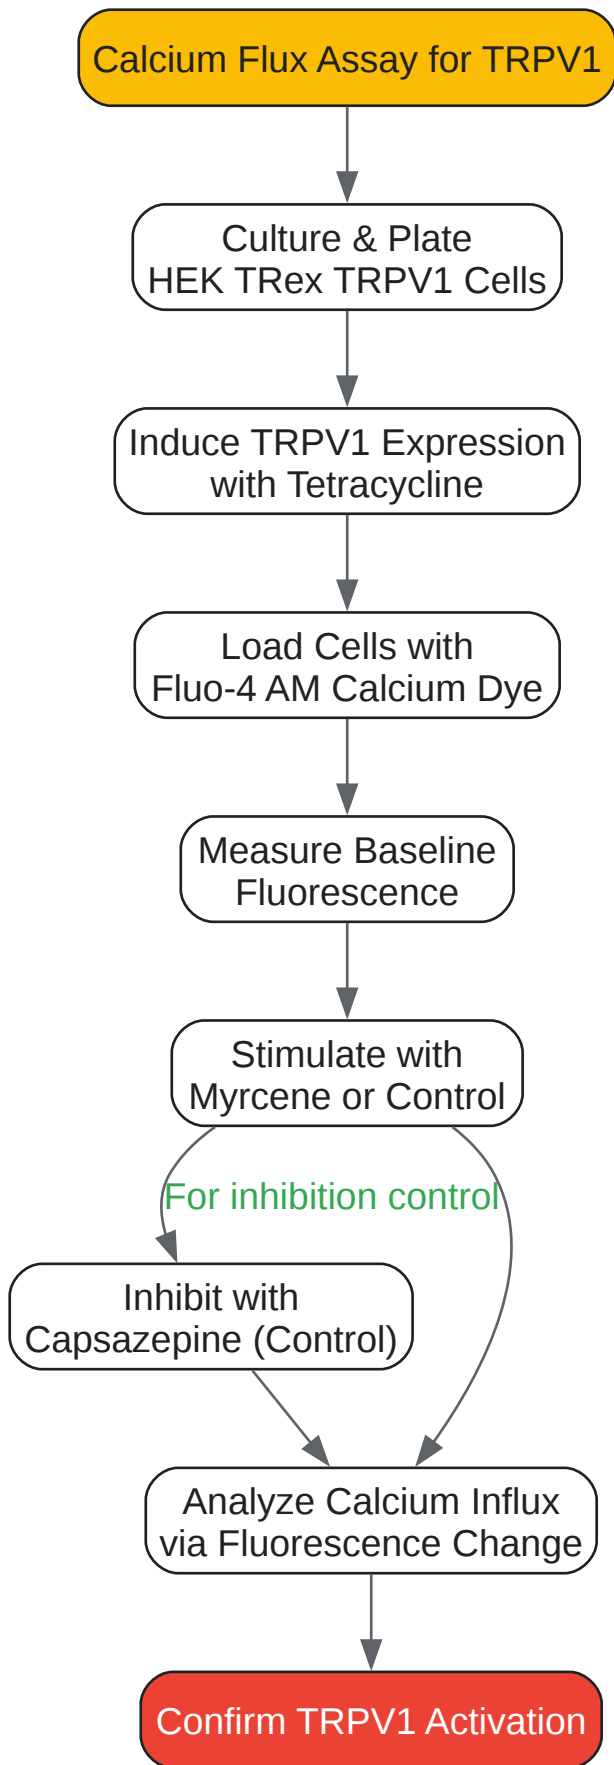 Calcium Flux Assay for TRPV1
Culture & Plate
HEK TRex TRPV1 Cells
Induce TRPV1 Expression
with Tetracycline
Load Cells with
Fluo-4 AM Calcium Dye
Measure Baseline
Fluorescence
Stimulate with
Myrcene or Control
For inhibition control
Inhibit with
Capsazepine (Control)
Analyze Calcium Influx
via Fluorescence Change
Confirm TRPV1 Activation